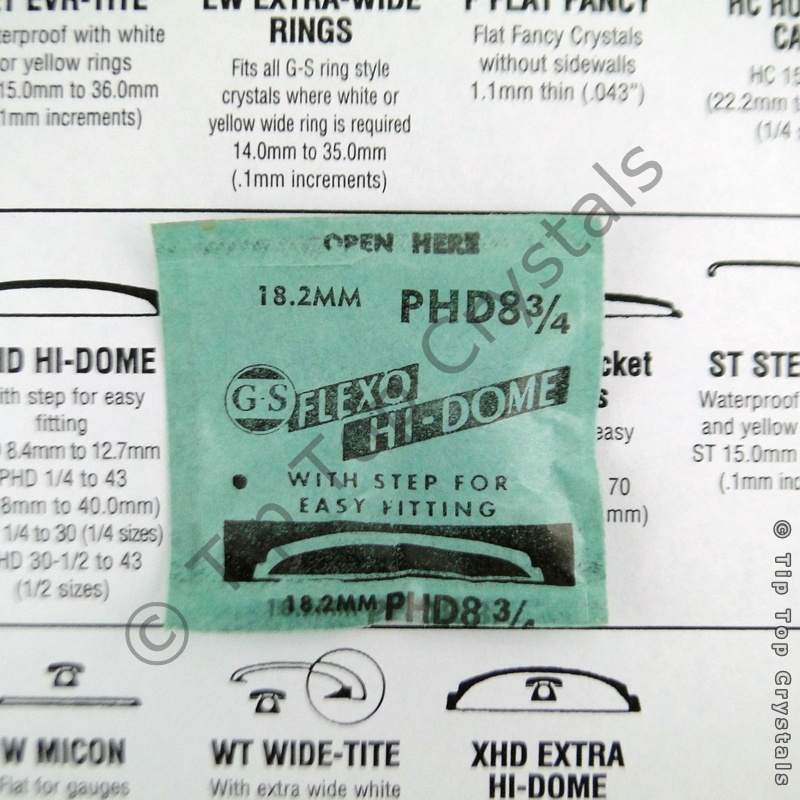 EVR-TITE
EW EXTRA-WIDE
RINGS
F FLAT FANCY
HC
CA
terproof with white
or yellow rings
15.0mm to 36.0mm
1mm increments)
Fits all G-S ring style
crystals where white or
yellow wide ring is required
14.0mm to 35.0mm
(.1mm increments)
Flat Fancy Crystals
without sidewalls
1.1mm thin (.043")
HC 15
(22.2mm t
(1/4
OPEN HERE
18.2MM PHD8 3/4
G-S FLEXO
HI-DOME
• WITH STEP FOR
EASY FITTING
18.2MM PHD8 3/
HD HI-DOME
ith step for easy
fitting
8.4mm to 12.7mm
PHD 1/4 to 43
8mm to 40.0mm)
1/4 to 30 (1/4 sizes)
HD 30-1/2 to 43
(1/2 sizes)
cket
s
easy
70
mm)
ST STE
Waterproof
and yellow
ST 15.0mm
(.1mm inc
W MICON
Flat for gauges
WT WIDE-TITE
With extra wide white
XHD EXTRA
HI-DOME
© Tip Top Crystals
© Tip Top Crystals